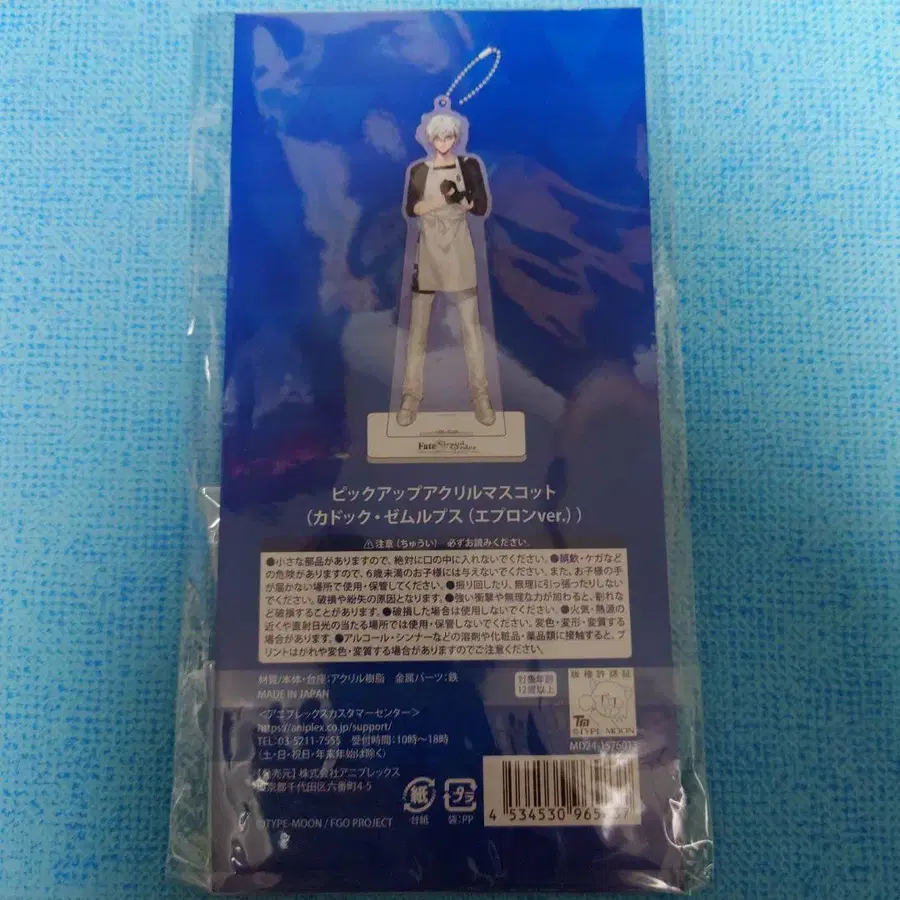 Fate Grand Order
ピックアップアクリルマスコット
(カドック・ゼムルプス(エプロンver.))
⚠注意(ちゅうい) 必ずお読みください。
●小さな部品がありますので、絶対に口の中に入れないでください。●誤飲・ケガなど
の危険がありますので、6歳未満のお子様には与えないでください。また、お子様の手
が届かない場所で使用・保管してください。●振り回したり、無理に引っ張ったりしない
でください。破損や紛失の原因となります。●強い衝撃や無理な力が加わると、割れな
ど破損することがあります。●破損した場合は使用しないでください。●火気・熱源の
近くや直射日光の当たる場所では使用・保管しないでください。変色・変形・変質する
場合があります。●アルコール・シンナーなどの溶剤や化粧品・薬品類に接触すると、プ
リントはがれや変色・変質する場合がありますのでご注意ください。
材質/本体・台座:アクリル樹脂 金属パーツ:鉄
MADE IN JAPAN
対象年齢
12歳以上
版権許諾証
TM
©TYPE-MOON
<アニプレックスカスタマーセンター>
https://aniplex.co.jp/support/
TEL. 03-5211-7555 受付時間:10時~18時
(土・日・祝日・年末年始は除く)
【発売元】株式会社アニプレックス
東京都千代田区六番町4-5
紙
台紙
プラ
袋:PP
4 534530
©TYPE-MOON / FGO PROJECT